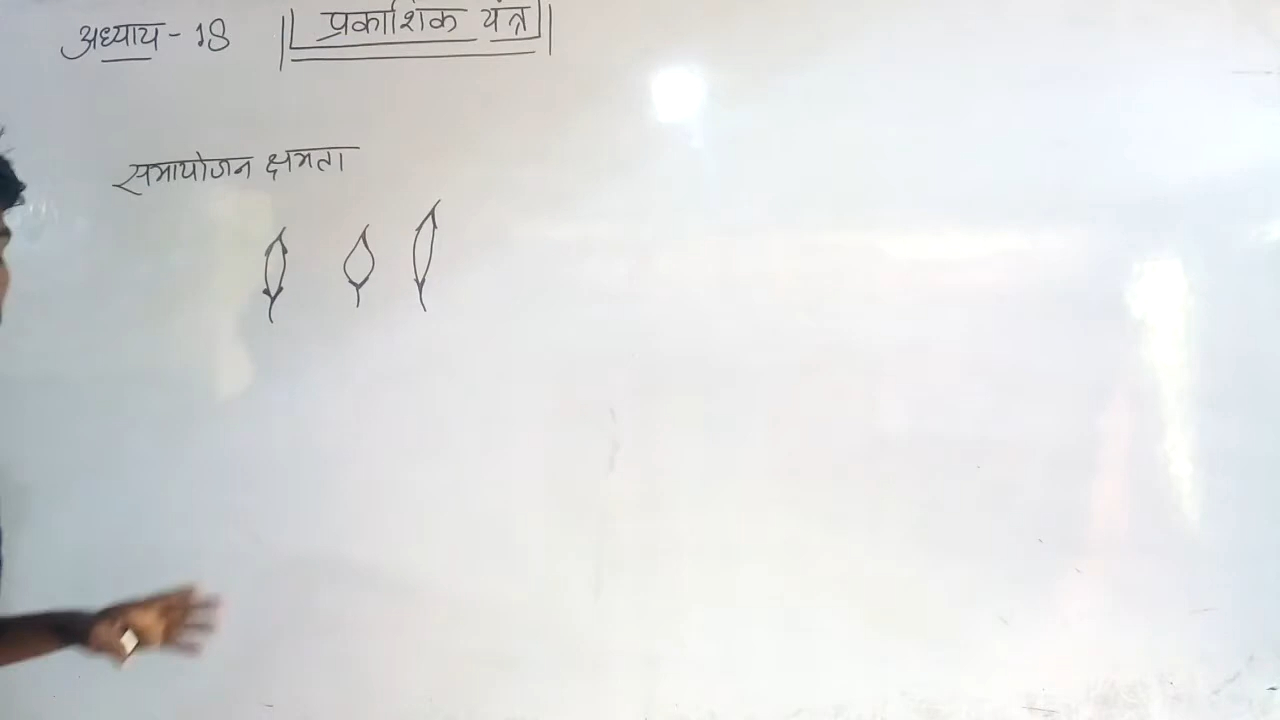 अध्याय - 18
प्रकाशिक यंत्र
समायोजन क्षमता